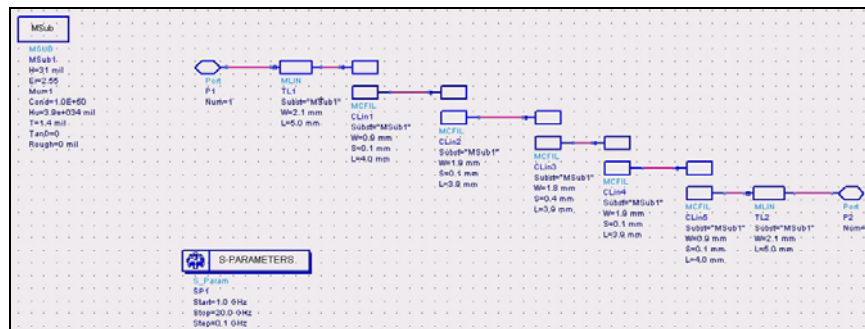 MSub
MSUB
MSub1
H=31 mil
Er=2.55
Mur=1
Cond=1.0E+50
Hu=3.9e+034 mil
T=1.4 mil
TanD=0
Rough=0 mil
Port
P1
Num=1
MLIN
TL1
Subst="MSub1"
W=2.1 mm
L=5.0 mm
MCFIL
CLin1
Subst="MSub1"
W=0.9 mm
S=0.1 mm
L=4.0 mm
MCFIL
CLin2
Subst="MSub1"
W=1.9 mm
S=0.1 mm
L=3.9 mm
MCFIL
CLin3
Subst="MSub1"
W=1.8 mm
S=0.4 mm
L=3.9 mm
MCFIL
CLin4
Subst="MSub1"
W=1.9 mm
S=0.1 mm
L=3.9 mm
MCFIL
CLin5
Subst="MSub1"
W=0.9 mm
S=0.1 mm
L=4.0 mm
MLIN
TL2
Subst="MSub1"
W=2.1 mm
L=5.0 mm
Port
P2
Num=
S-PARAMETERS
S_Param
SP1
Start=1.0 GHz
Stop=20.0 GHz
Step=0.1 GHz